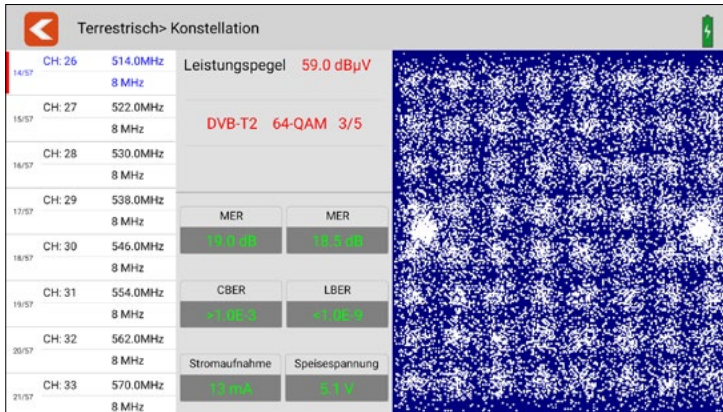 Terrestrisch> Konstellation
14/57 CH: 26 514.0MHz
8 MHz
15/57 CH: 27 522.0MHz
8 MHz
16/57 CH: 28 530.0MHz
8 MHz
17/57 CH: 29 538.0MHz
8 MHz
18/57 CH: 30 546.0MHz
8 MHz
19/57 CH: 31 554.0MHz
8 MHz
20/57 CH: 32 562.0MHz
8 MHz
21/57 CH: 33 570.0MHz
8 MHz
Leistungspegel 59.0 dBµV
DVB-T2 64-QAM 3/5
MER MER
19.0 dB 18.5 dB
CBER LBER
>1.0E-3 <1.0E-9
Stromaufnahme Speisespannung
13 mA 5.1 V